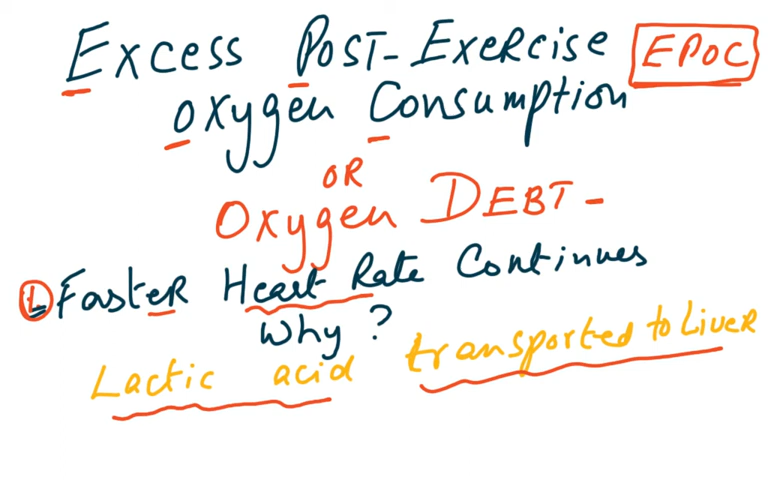 Excess Post-Exercise EPOC
Oxygen Consumption
OR
Oxygen DEBT-
1 Faster Heart Rate Continues
Why?
Lactic acid transported to Liver